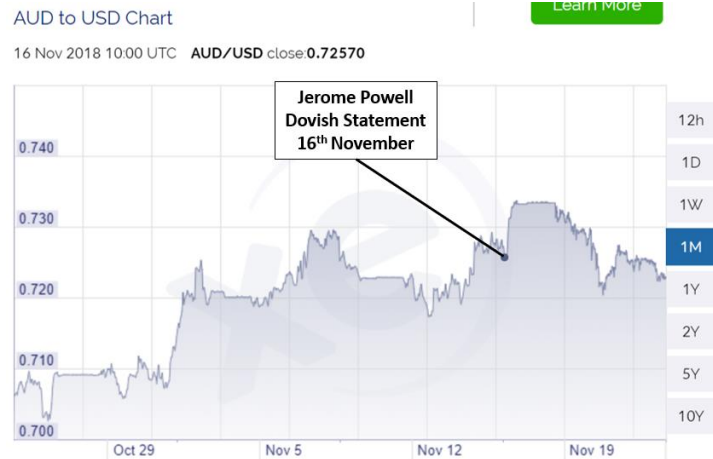 Learn More
AUD to USD Chart
16 Nov 2018 10:00 UTC AUD/USD close:0.72570
Jerome Powell
Dovish Statement
16th November
0.740
0.730
0.720
0.710
0.700
xe
Oct 29 Nov 5 Nov 12 Nov 19
12h
1D
1W
1M
1Y
2Y
5Y
10Y